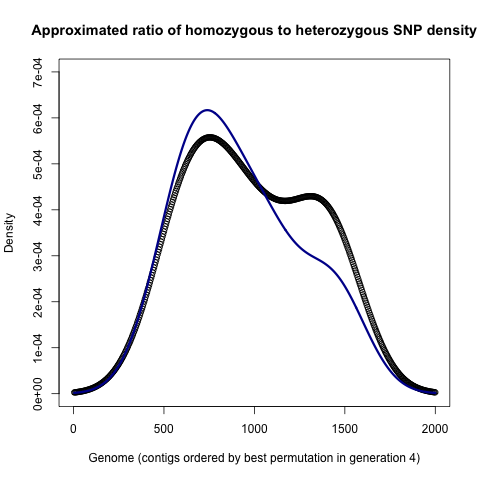 Approximated ratio of homozygous to heterozygous SNP density
Density
7e-04
6e-04
5e-04
4e-04
3e-04
2e-04
1e-04
0e+00
0 500 1000 1500 2000
Genome (contigs ordered by best permutation in generation 4)